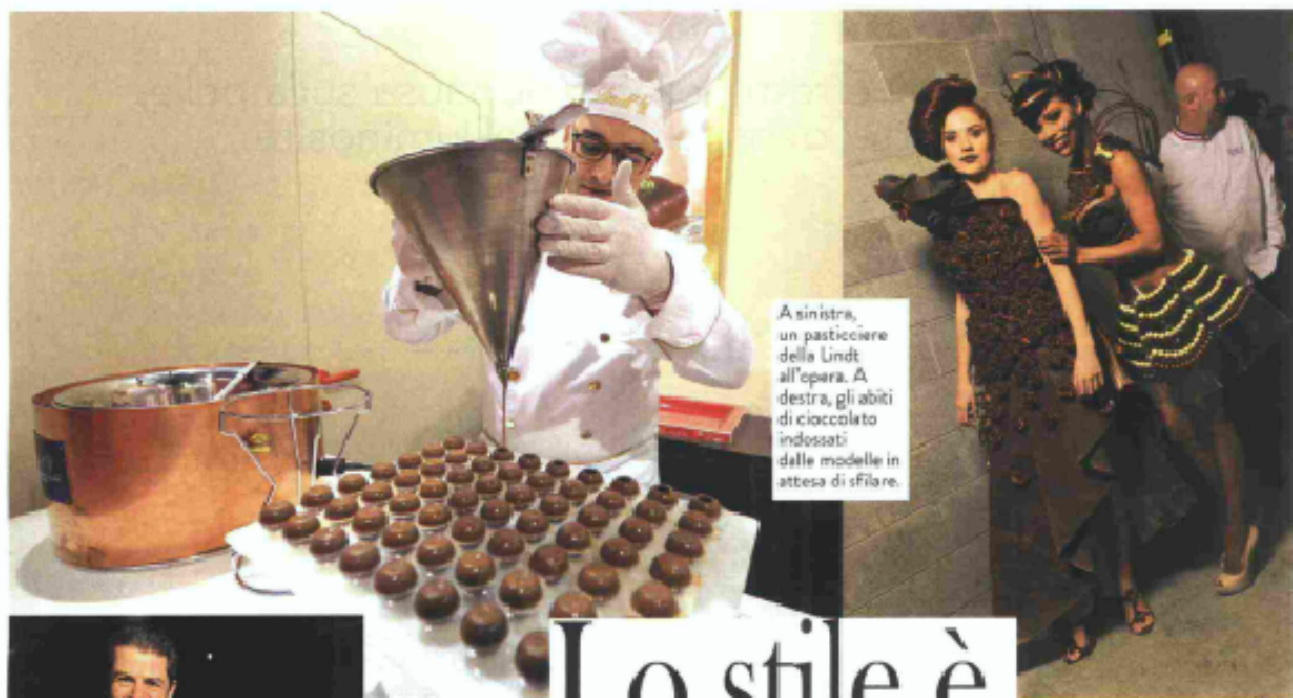 A sinistra,
un pasticciere
della Lindt
all'opera. A
destra, gli abiti
di cioccolato
indossati
dalle modelle in
attesa di sfilare.
Lo stile è